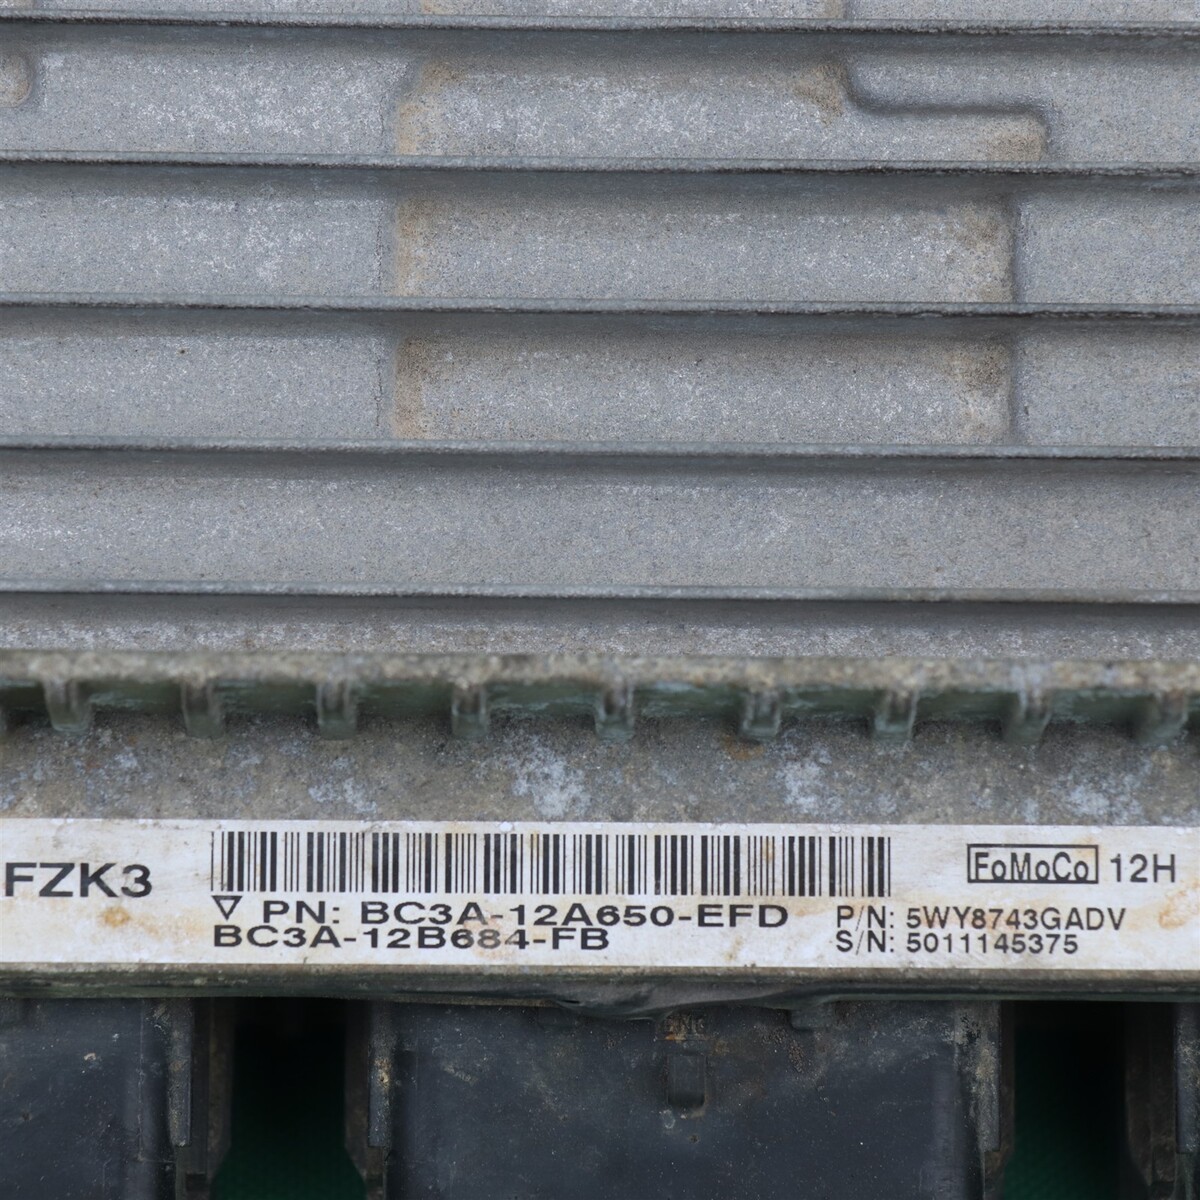 FZK3
▽ PN: BC3A-12A650-EFD
BC3A-12B684-FB
FoMoCo 12H
P/N: 5WY8743GADV
S/N: 5011145375